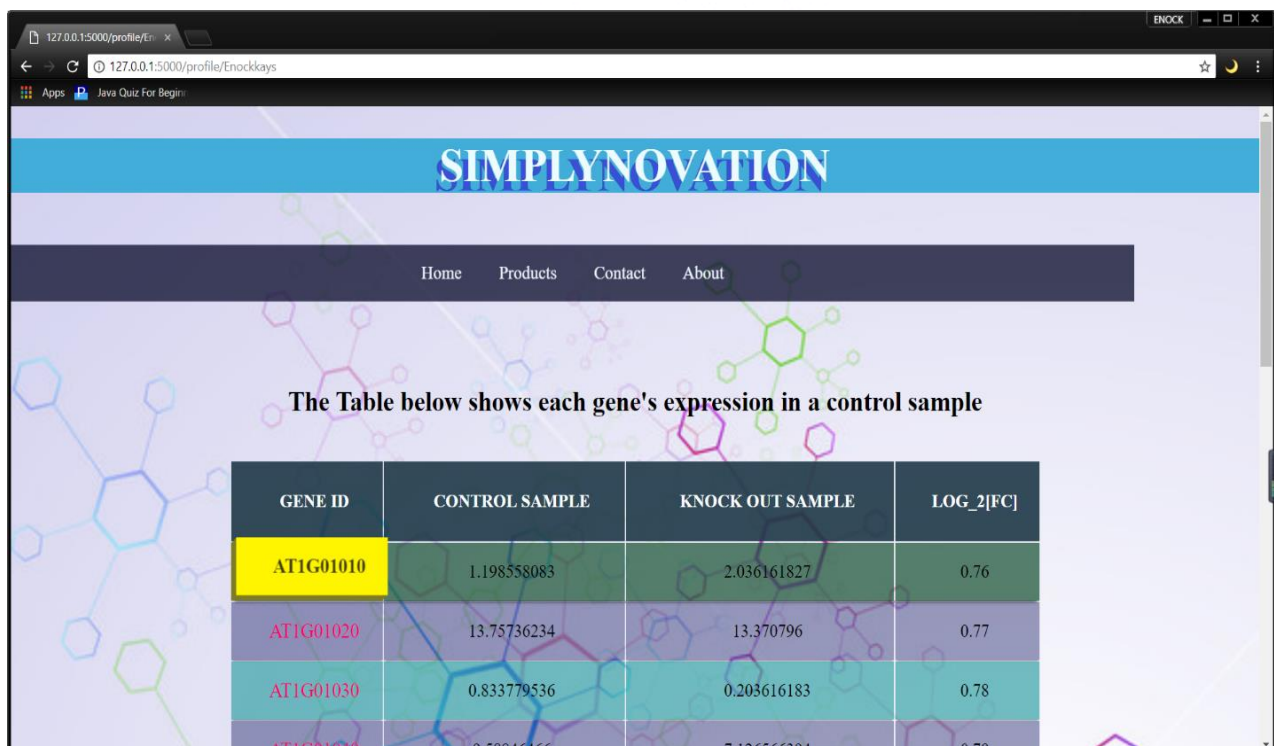 ENOCK
127.0.0.1:5000/profile/En
127.0.0.1:5000/profile/Enockkays
Apps Java Quiz For Beginn
SIMPLYNOVATION
Home Products Contact About
The Table below shows each gene's expression in a control sample
GENE ID CONTROL SAMPLE KNOCK OUT SAMPLE LOG_2[FC]
AT1G01010 1.198558083 2.036161827 0.76
AT1G01020 13.75736234 13.370796 0.77
AT1G01030 0.833779536 0.203616183 0.78